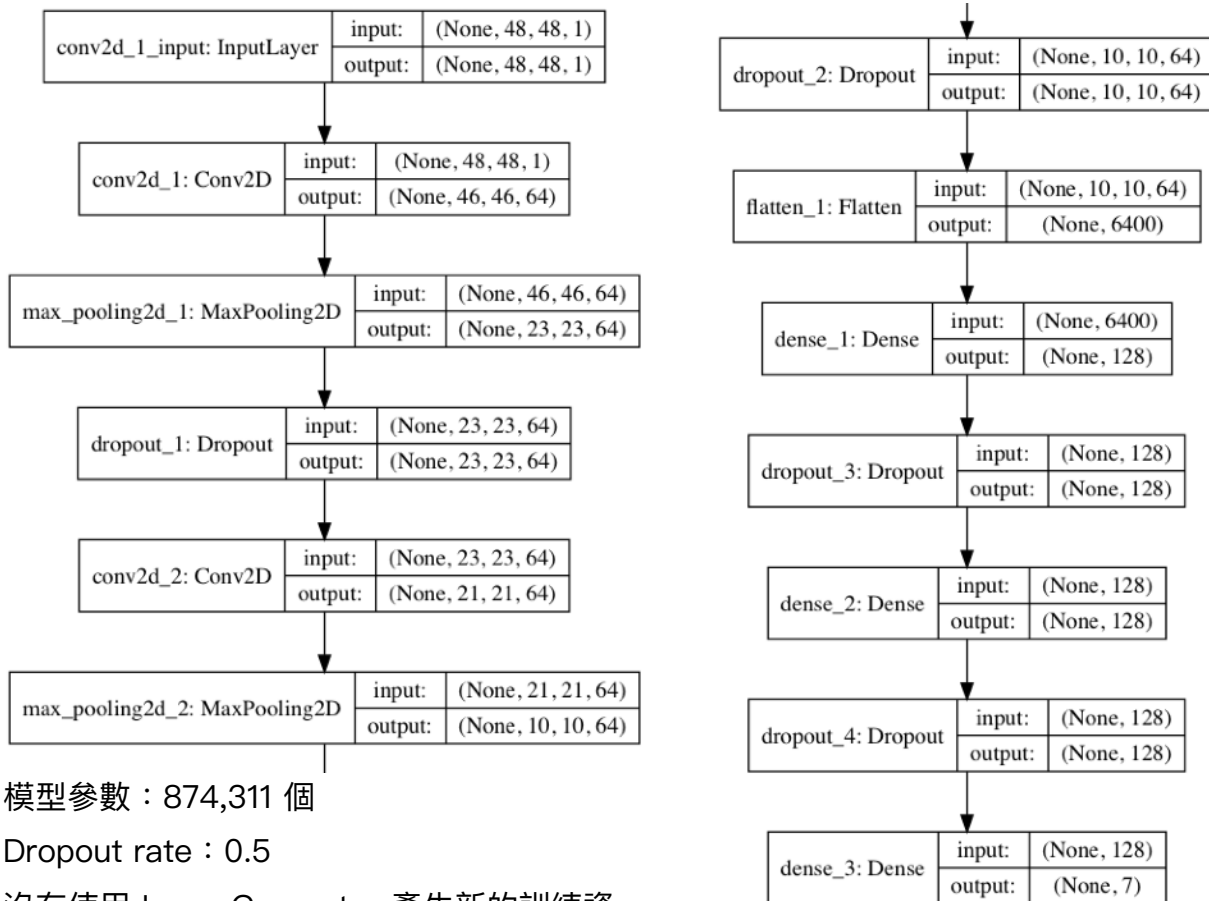 conv2d_1_input: InputLayer
input: (None, 48, 48, 1)
output: (None, 48, 48, 1)
conv2d_1: Conv2D
input: (None, 48, 48, 1)
output: (None, 46, 46, 64)
max_pooling2d_1: MaxPooling2D
input: (None, 46, 46, 64)
output: (None, 23, 23, 64)
dropout_1: Dropout
input: (None, 23, 23, 64)
output: (None, 23, 23, 64)
conv2d_2: Conv2D
input: (None, 23, 23, 64)
output: (None, 21, 21, 64)
max_pooling2d_2: MaxPooling2D
input: (None, 21, 21, 64)
output: (None, 10, 10, 64)
模型參數：874,311 個
Dropout rate：0.5
dropout_2: Dropout
input: (None, 10, 10, 64)
output: (None, 10, 10, 64)
flatten_1: Flatten
input: (None, 10, 10, 64)
output: (None, 6400)
dense_1: Dense
input: (None, 6400)
output: (None, 128)
dropout_3: Dropout
input: (None, 128)
output: (None, 128)
dense_2: Dense
input: (None, 128)
output: (None, 128)
dropout_4: Dropout
input: (None, 128)
output: (None, 128)
dense_3: Dense
input: (None, 128)
output: (None, 7)